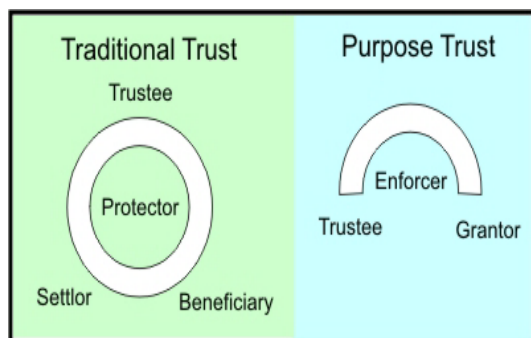 Traditional Trust
Trustee
Protector
Settlor
Beneficiary
Purpose Trust
Enforcer
Trustee
Grantor